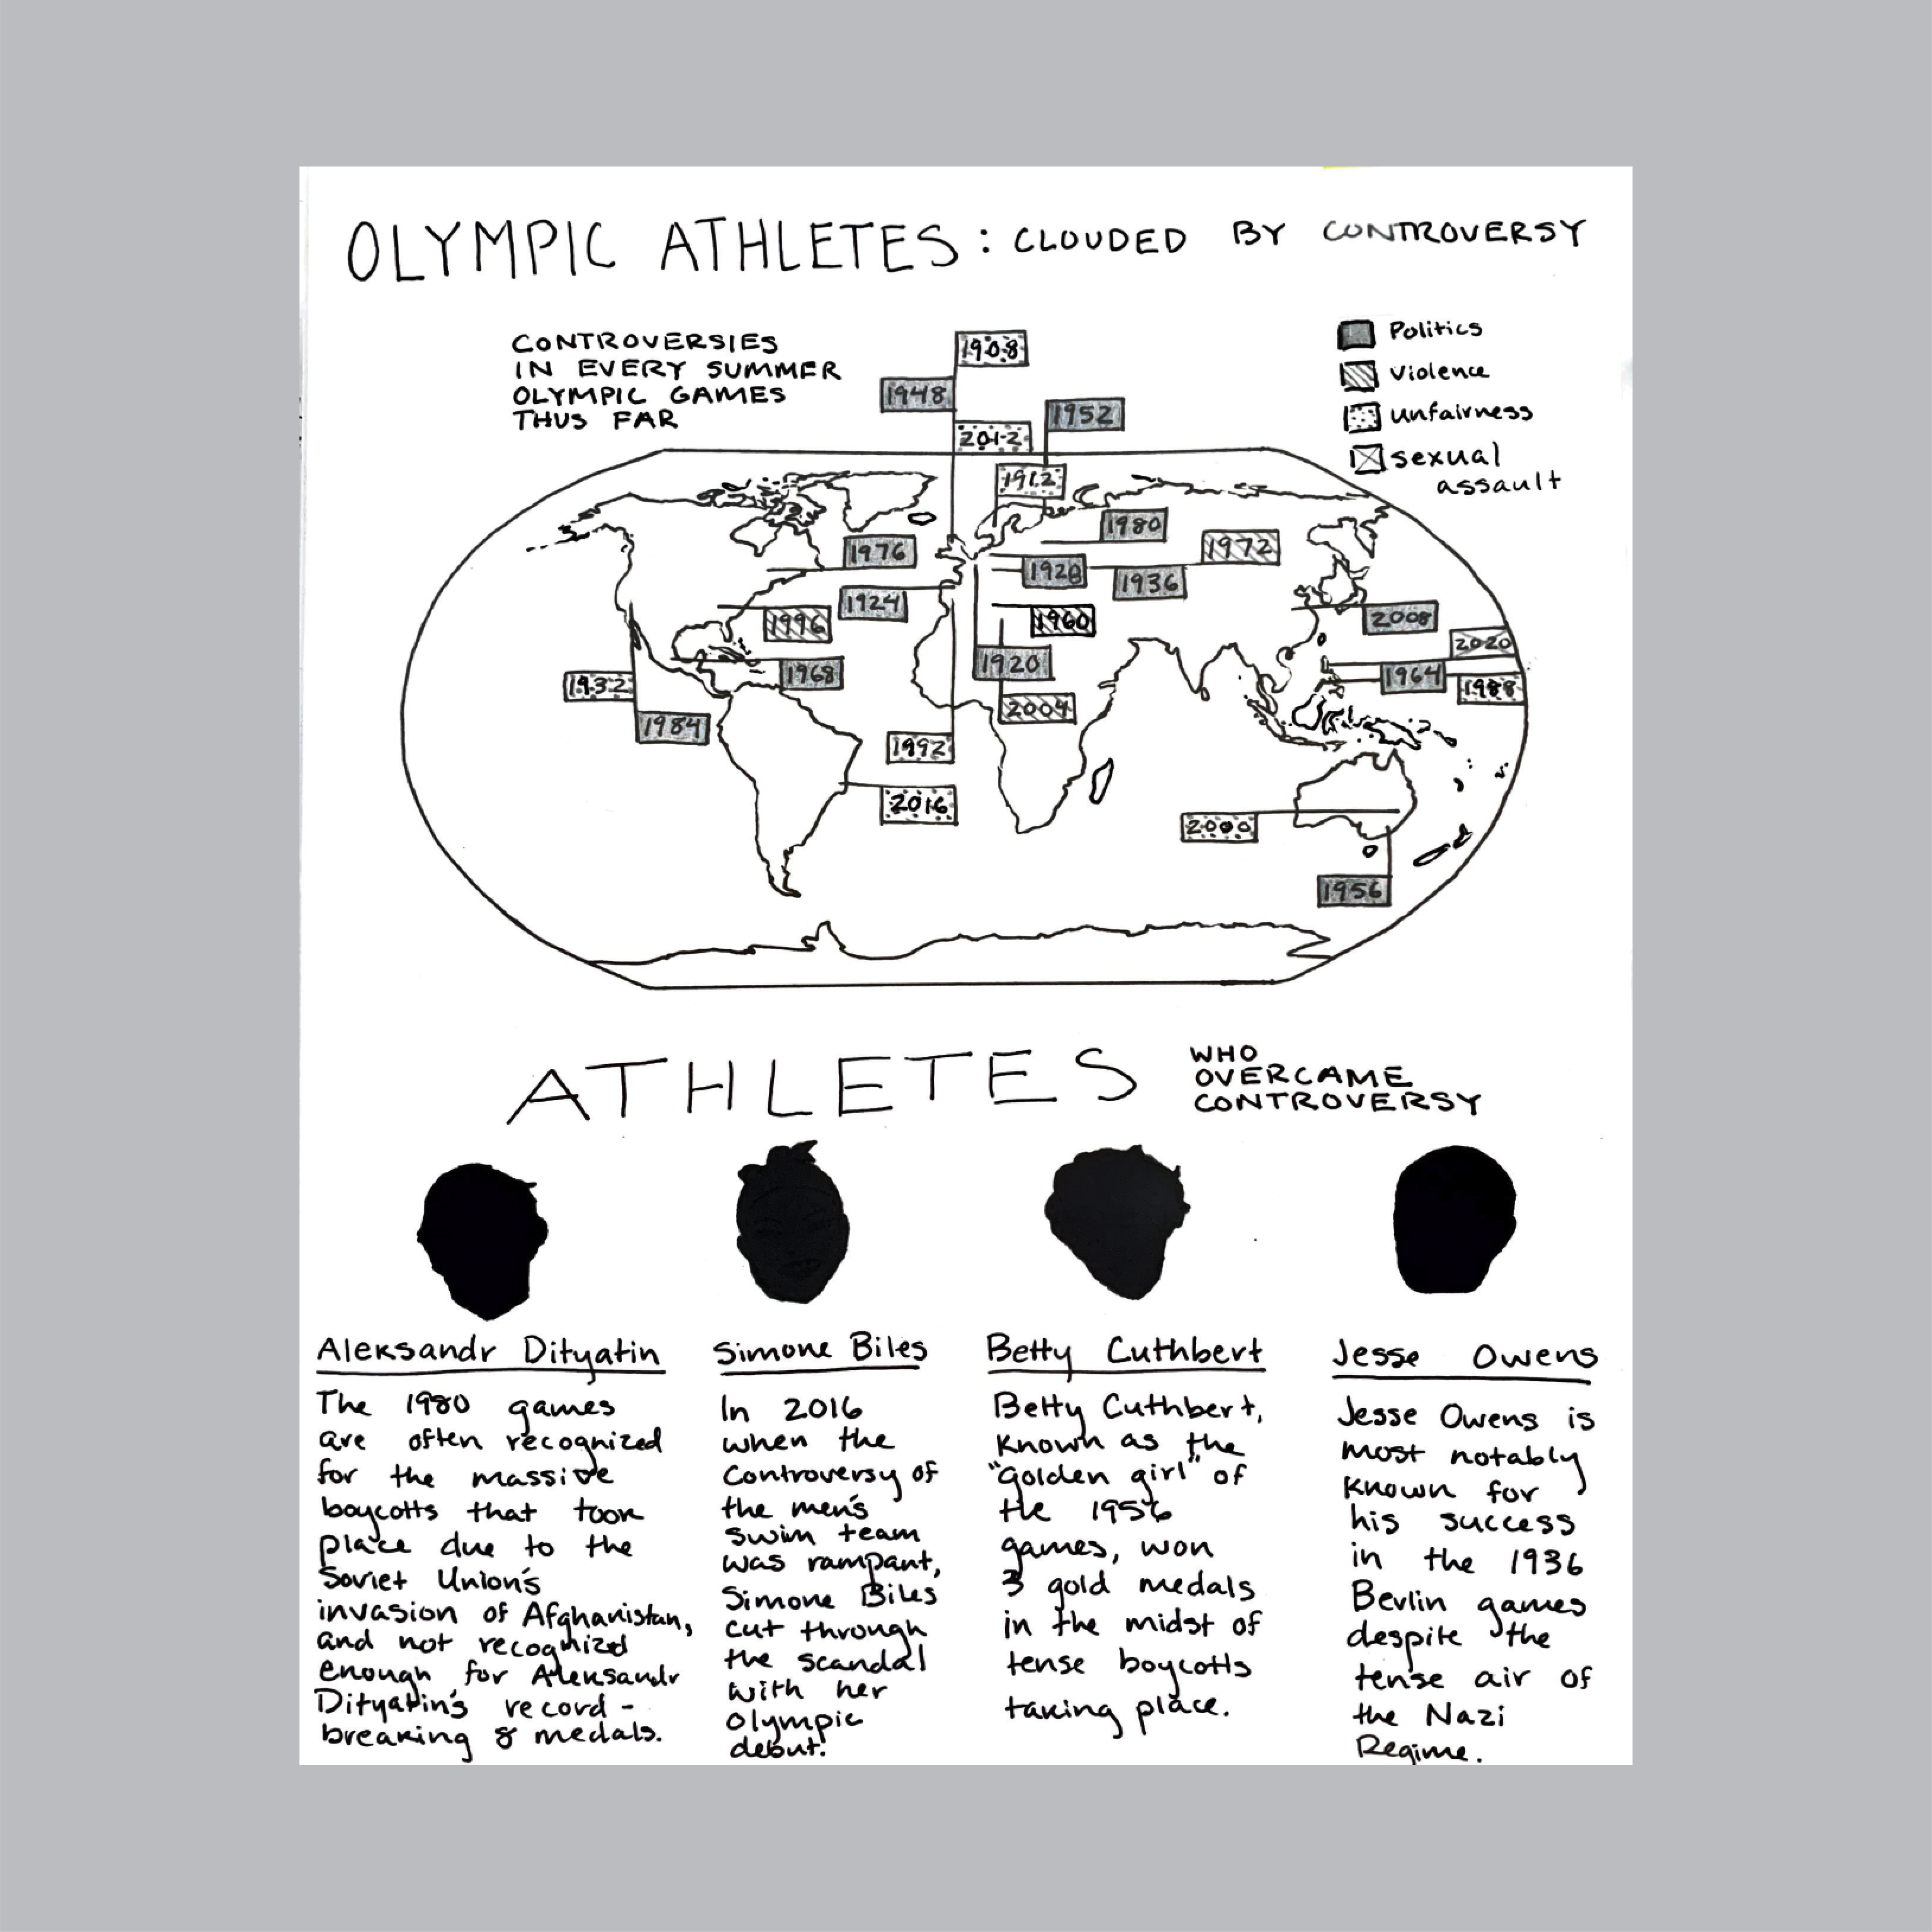 OLYMPIC ATHLETES: CLOUDED BY CONTROVERSY
CONTROVERSIES
IN EVERY SUMMER
OLYMPIC GAMES
THUS FAR
Politics
violence
unfairness
sexual
assault
1908
1948
1952
2012
1912
1980
1976
1972
1928
1936
1924
1996
1960
2008
2020
1920
1968
1964
1932
1988
2004
1984
1992
2016
2000
1956
ATHLETES
WHO
OVERCAME
CONTROVERSY
Aleksandr Dityatin
The 1980 games
are often recognized
for the massive
boycotts that took
place due to the
Soviet Union's
invasion of Afghanistan,
and not recognized
enough for Aleksandr
Dityatin's record-
breaking 8 medals.
Simone Biles
In 2016
when the
controversy of
the men's
swim team
was rampant,
Simone Biles
cut through
the scandal
with her
olympic
debut.
Betty Cuthbert
Betty Cuthbert,
known as the
"golden girl" of
the 1956
games, won
3 gold medals
in the midst of
tense boycotts
taking place.
Jesse Owens
Jesse Owens is
most notably
known for
his success
in the 1936
Berlin games
despite the
tense air of
the Nazi
Regime.